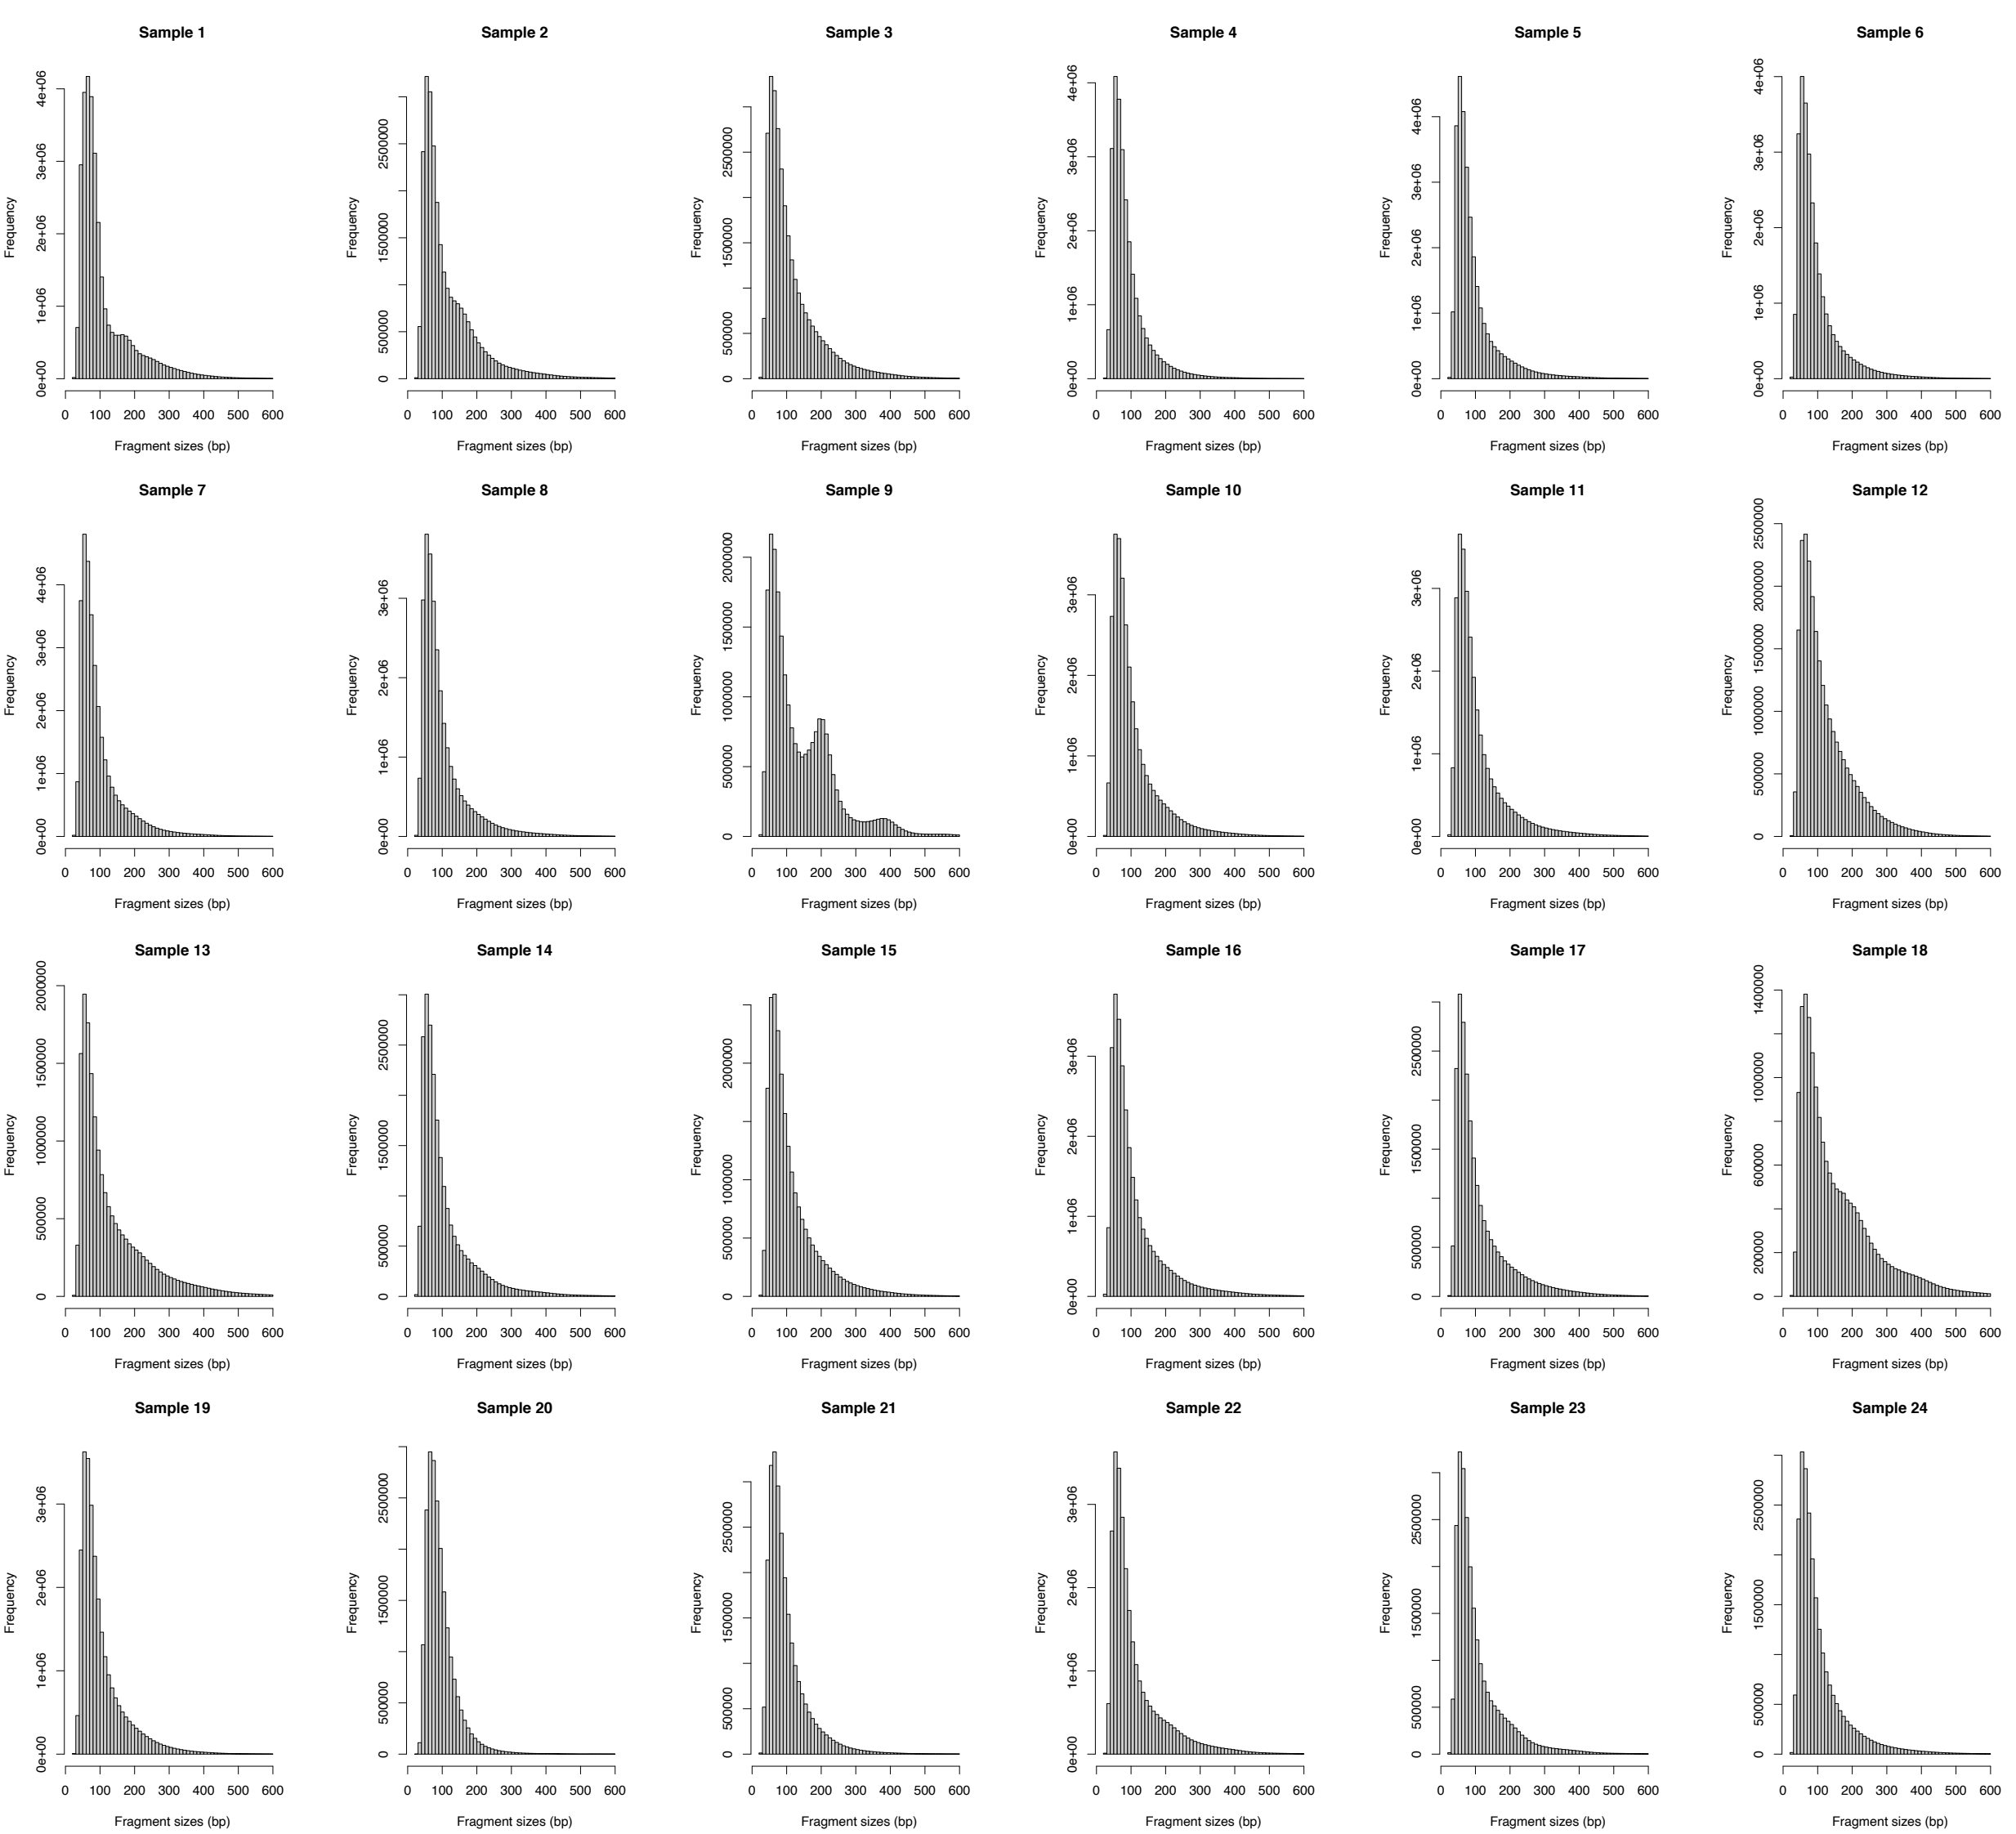 Sample 1
Frequency
0e+00 1e+06 2e+06 3e+06 4e+06
0 100 200 300 400 500 600
Fragment sizes (bp)
Sample 2
Frequency
0 500000 1500000 2500000
0 100 200 300 400 500 600
Fragment sizes (bp)
Sample 3
Frequency
0 500000 1500000 2500000
0 100 200 300 400 500 600
Fragment sizes (bp)
Sample 4
Frequency
0e+00 1e+06 2e+06 3e+06 4e+06
0 100 200 300 400 500 600
Fragment sizes (bp)
Sample 5
Frequency
0e+00 1e+06 2e+06 3e+06 4e+06
0 100 200 300 400 500 600
Fragment sizes (bp)
Sample 6
Frequency
0e+00 1e+06 2e+06 3e+06 4e+06
0 100 200 300 400 500 600
Fragment sizes (bp)
Sample 7
Frequency
0e+00 1e+06 2e+06 3e+06 4e+06
0 100 200 300 400 500 600
Fragment sizes (bp)
Sample 8
Frequency
0e+00 1e+06 2e+06 3e+06
0 100 200 300 400 500 600
Fragment sizes (bp)
Sample 9
Frequency
0 500000 1000000 1500000 2000000
0 100 200 300 400 500 600
Fragment sizes (bp)
Sample 10
Frequency
0e+00 1e+06 2e+06 3e+06
0 100 200 300 400 500 600
Fragment sizes (bp)
Sample 11
Frequency
0e+00 1e+06 2e+06 3e+06
0 100 200 300 400 500 600
Fragment sizes (bp)
Sample 12
Frequency
0 500000 1000000 1500000 2000000 2500000
0 100 200 300 400 500 600
Fragment sizes (bp)
Sample 13
Frequency
0 500000 1000000 1500000 2000000
0 100 200 300 400 500 600
Fragment sizes (bp)
Sample 14
Frequency
0 500000 1500000 2500000
0 100 200 300 400 500 600
Fragment sizes (bp)
Sample 15
Frequency
0 500000 1000000 2000000
0 100 200 300 400 500 600
Fragment sizes (bp)
Sample 16
Frequency
0e+00 1e+06 2e+06 3e+06
0 100 200 300 400 500 600
Fragment sizes (bp)
Sample 17
Frequency
0 500000 1500000 2500000
0 100 200 300 400 500 600
Fragment sizes (bp)
Sample 18
Frequency
0 200000 600000 1000000 1400000
0 100 200 300 400 500 600
Fragment sizes (bp)
Sample 19
Frequency
0e+00 1e+06 2e+06 3e+06
0 100 200 300 400 500 600
Fragment sizes (bp)
Sample 20
Frequency
0 500000 1500000 2500000
0 100 200 300 400 500 600
Fragment sizes (bp)
Sample 21
Frequency
0 500000 1500000 2500000
0 100 200 300 400 500 600
Fragment sizes (bp)
Sample 22
Frequency
0e+00 1e+06 2e+06 3e+06
0 100 200 300 400 500 600
Fragment sizes (bp)
Sample 23
Frequency
0 500000 1500000 2500000
0 100 200 300 400 500 600
Fragment sizes (bp)
Sample 24
Frequency
0 500000 1500000 2500000
0 100 200 300 400 500 600
Fragment sizes (bp)